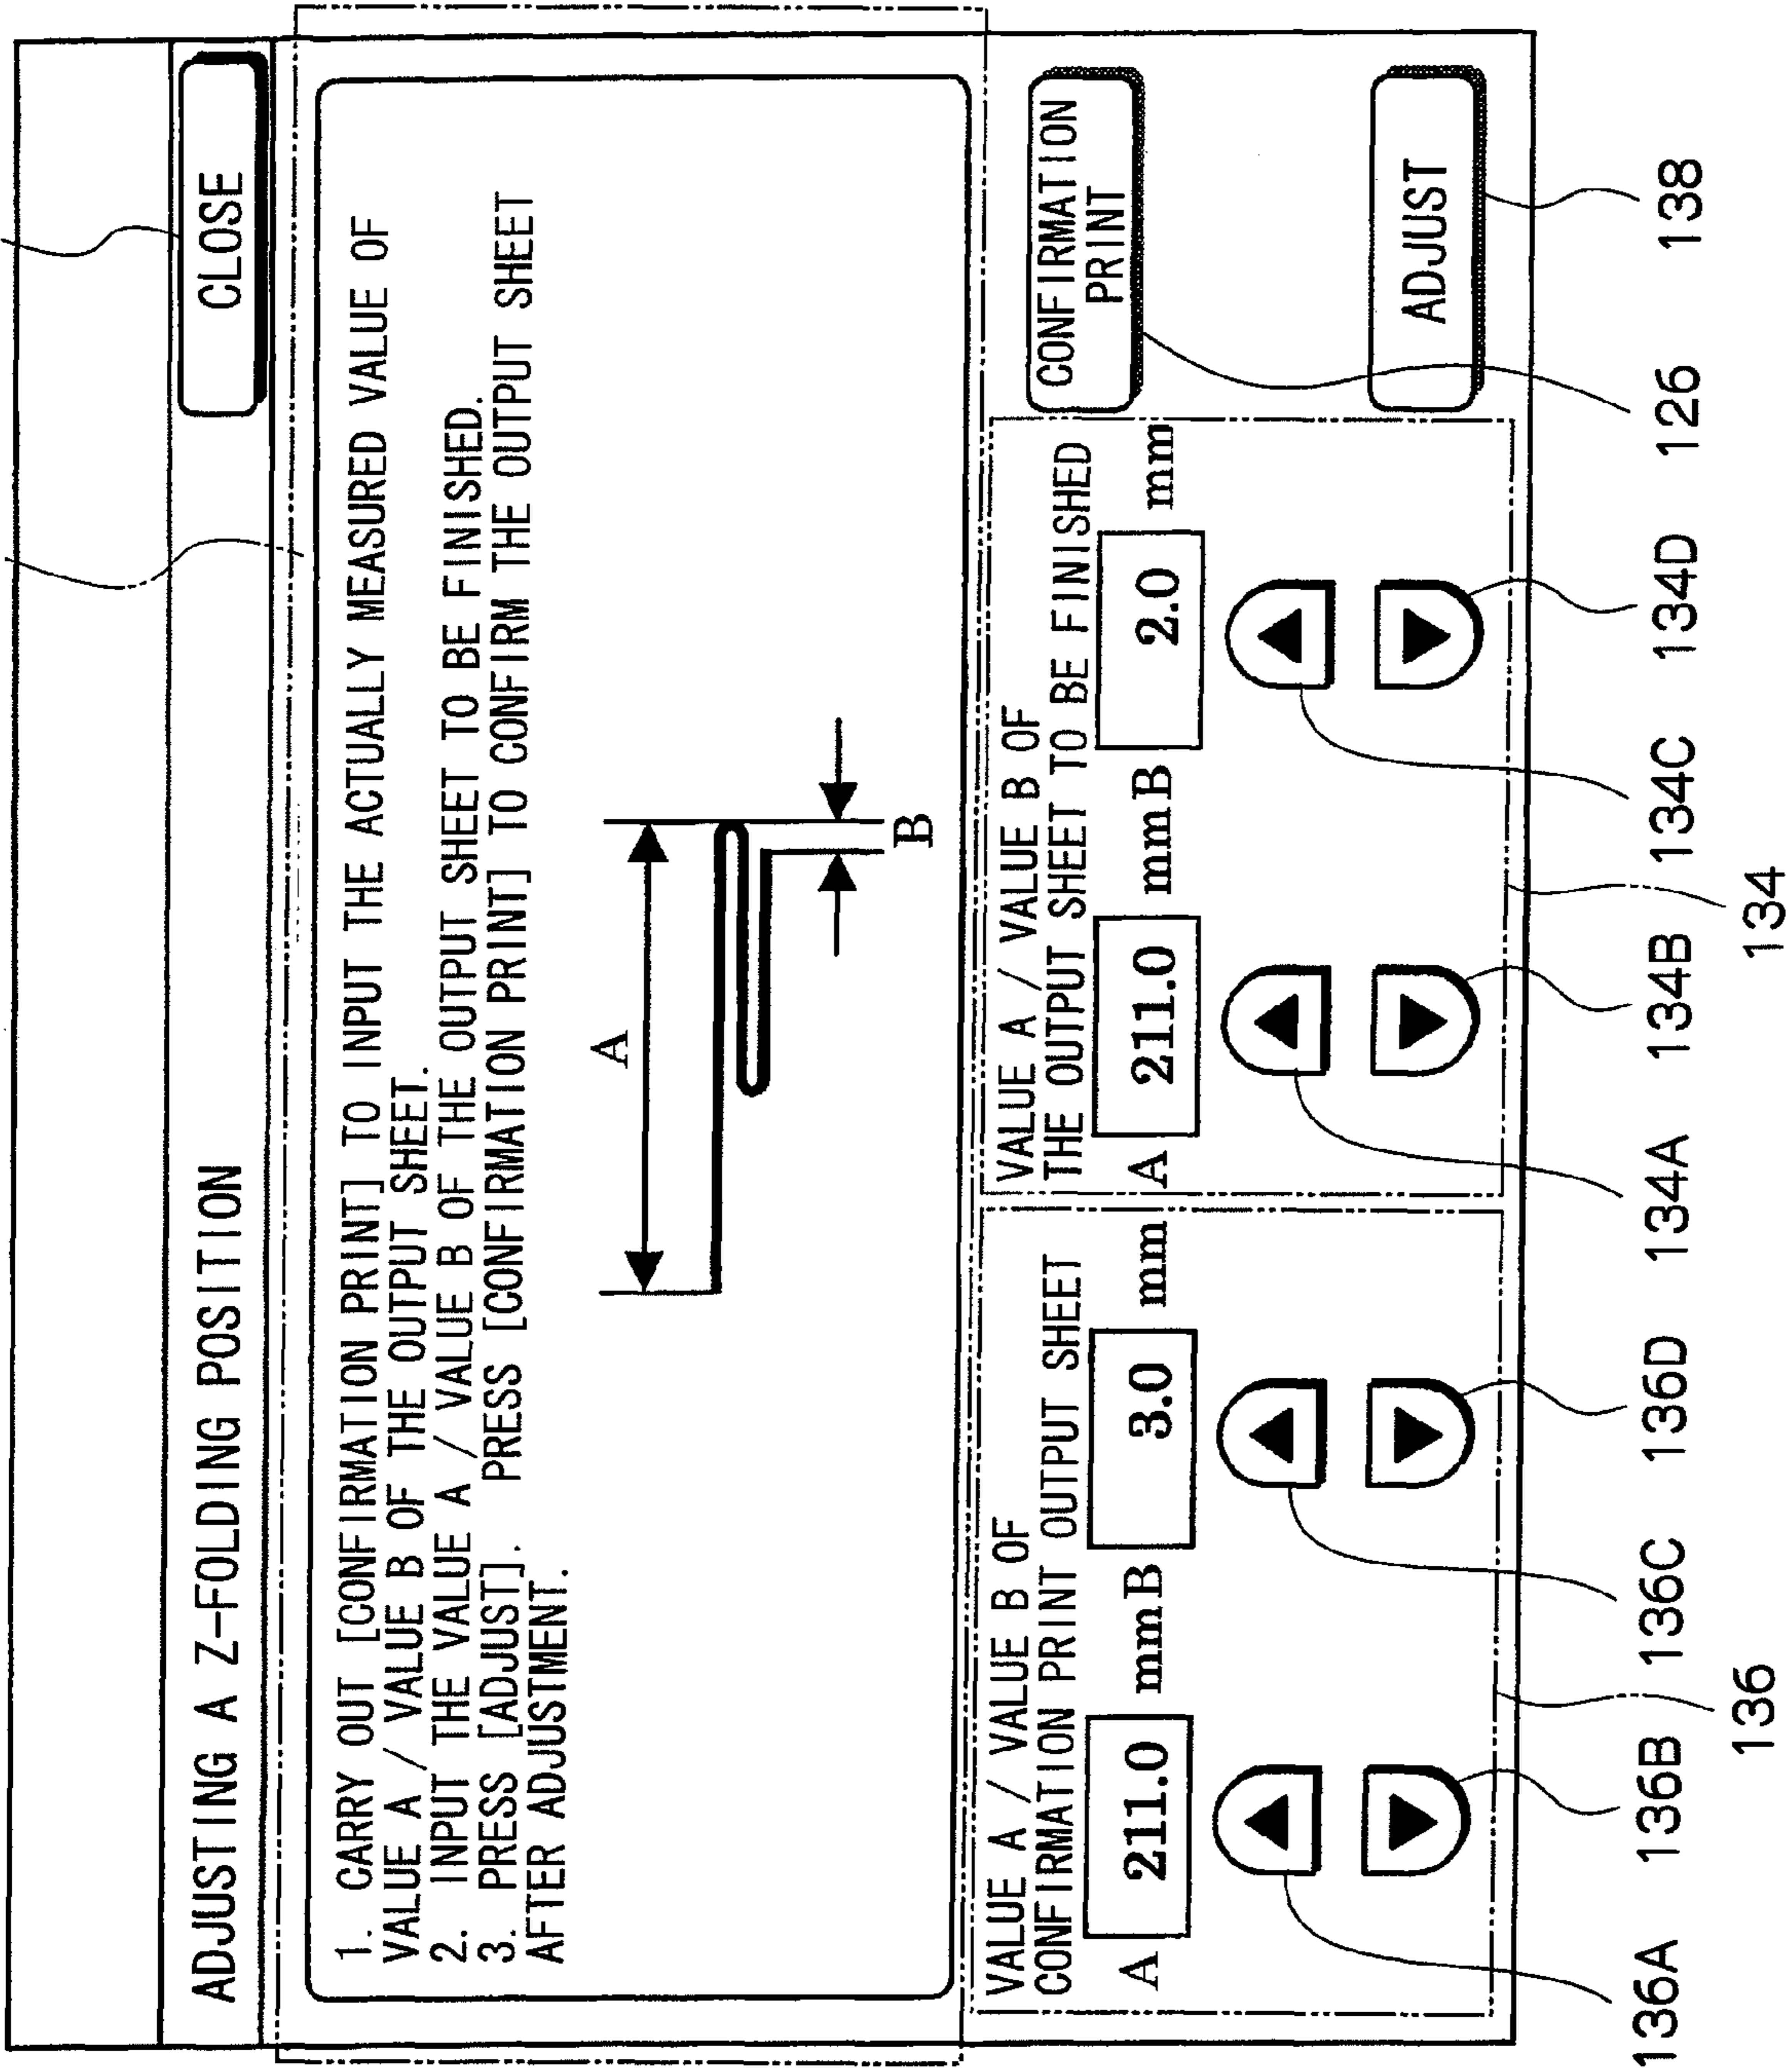 CLOSE
ADJUSTING A Z-FOLDING POSITION
1. CARRY OUT [CONFIRMATION PRINT] TO INPUT THE ACTUALLY MEASURED VALUE OF
VALUE A / VALUE B OF THE OUTPUT SHEET.
2. INPUT THE VALUE A / VALUE B OF THE OUTPUT SHEET TO BE FINISHED.
3. PRESS [ADJUST]. PRESS [CONFIRMATION PRINT] TO CONFIRM THE OUTPUT SHEET
AFTER ADJUSTMENT.
A
B
VALUE A / VALUE B OF
CONFIRMATION PRINT OUTPUT SHEET
A 211.0 mm B 3.0 mm
VALUE A / VALUE B OF
THE OUTPUT SHEET TO BE FINISHED
A 211.0 mm B 2.0 mm
CONFIRMATION
PRINT
ADJUST
136A 136B 136C 136D 134A 134B 134C 134D 126 138
136 134